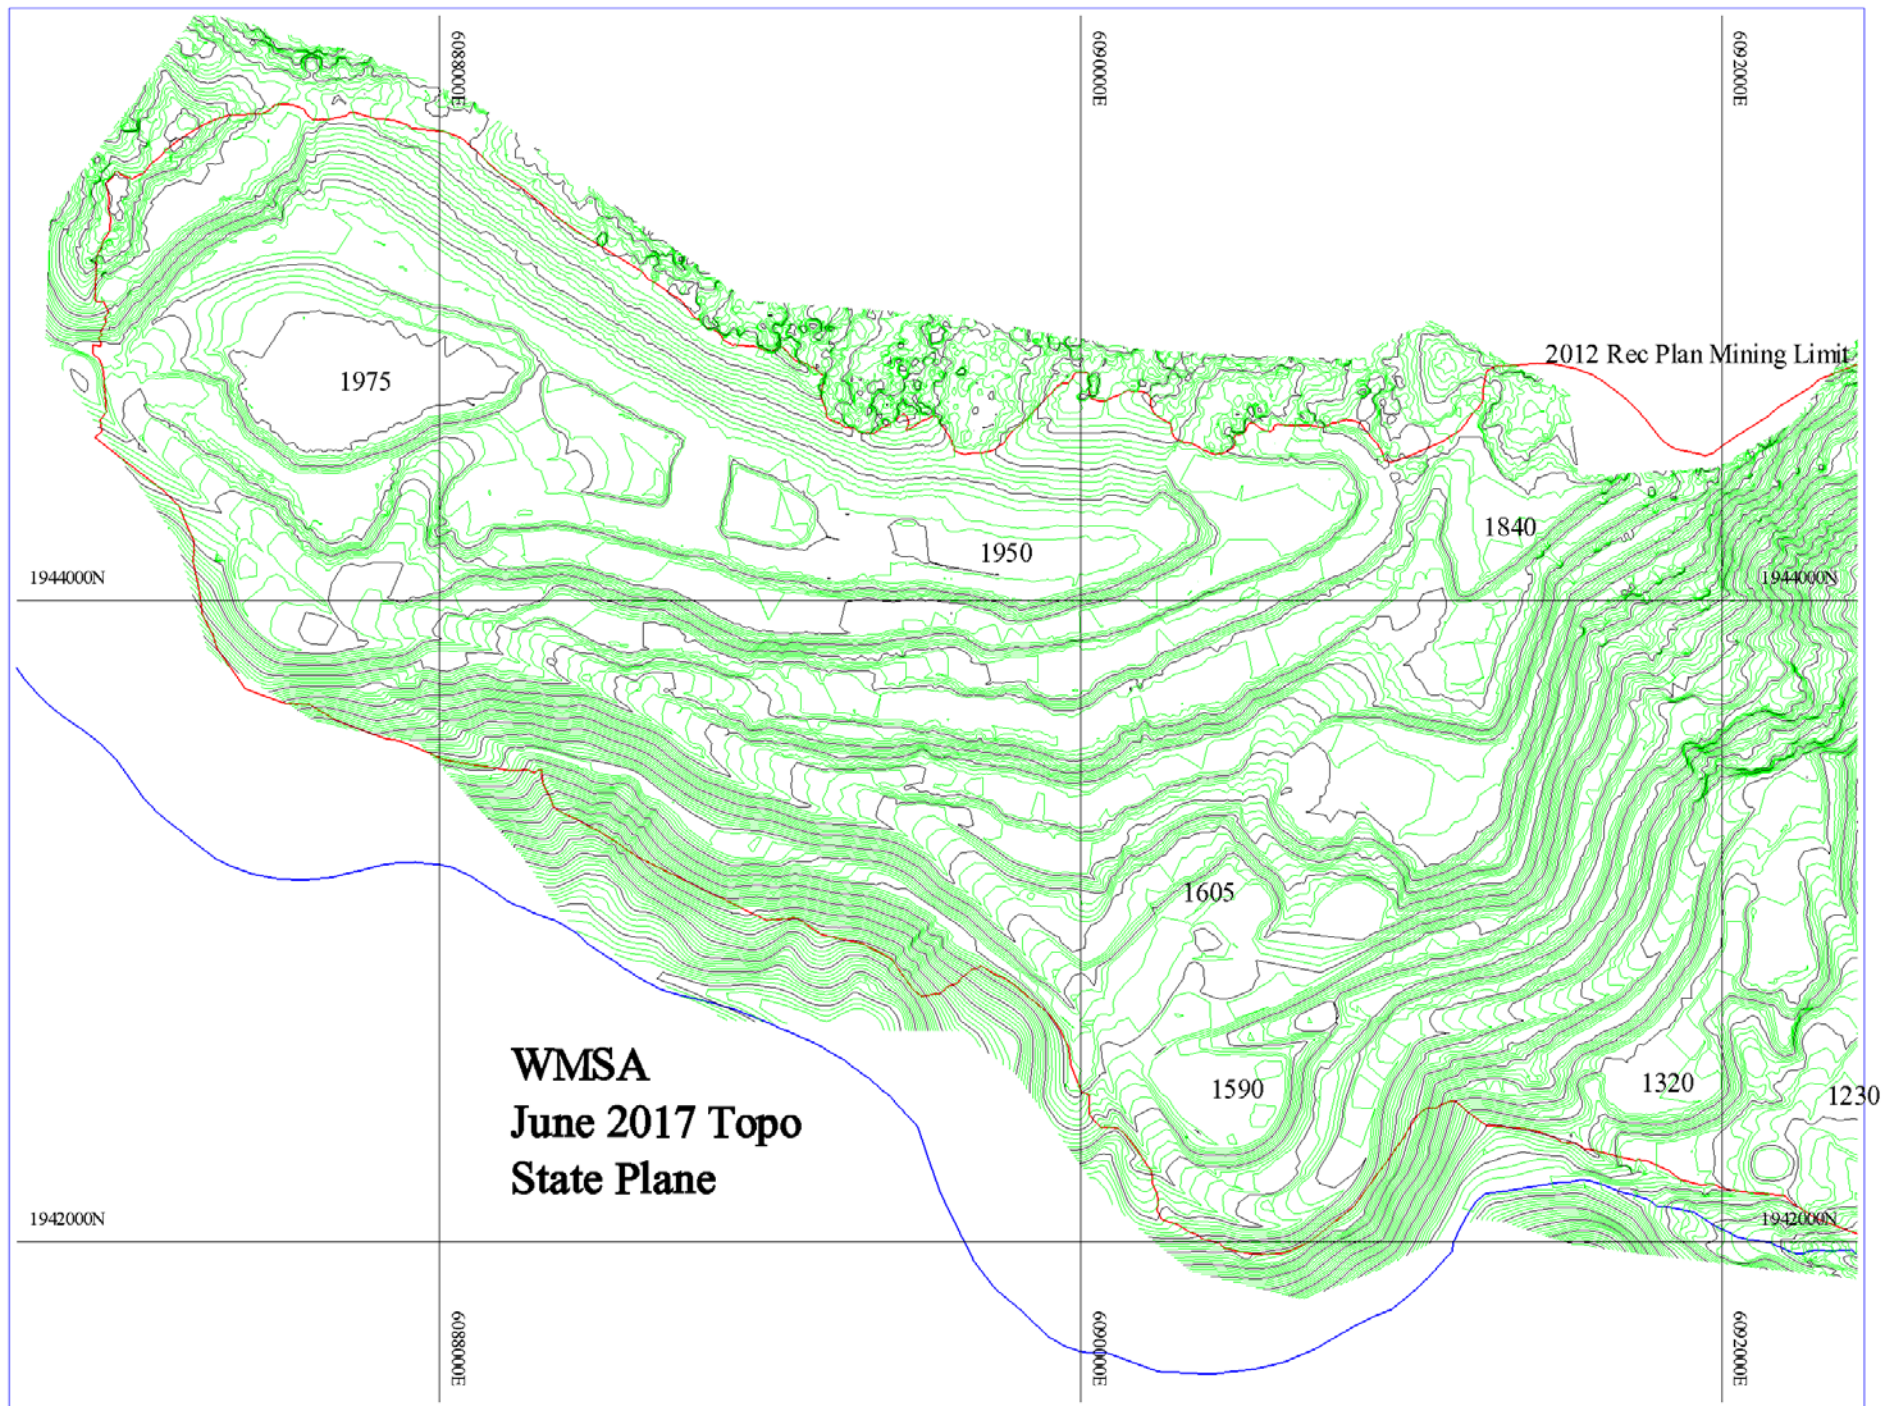 6088000E
6090000E
6092000E
2012 Rec Plan Mining Limit
1975
1840
1950
1944000N
1944000N
1605
WMSA
June 2017 Topo
State Plane
1590
1320
1230
1942000N
1942000N
6088000E
6090000E
6092000E